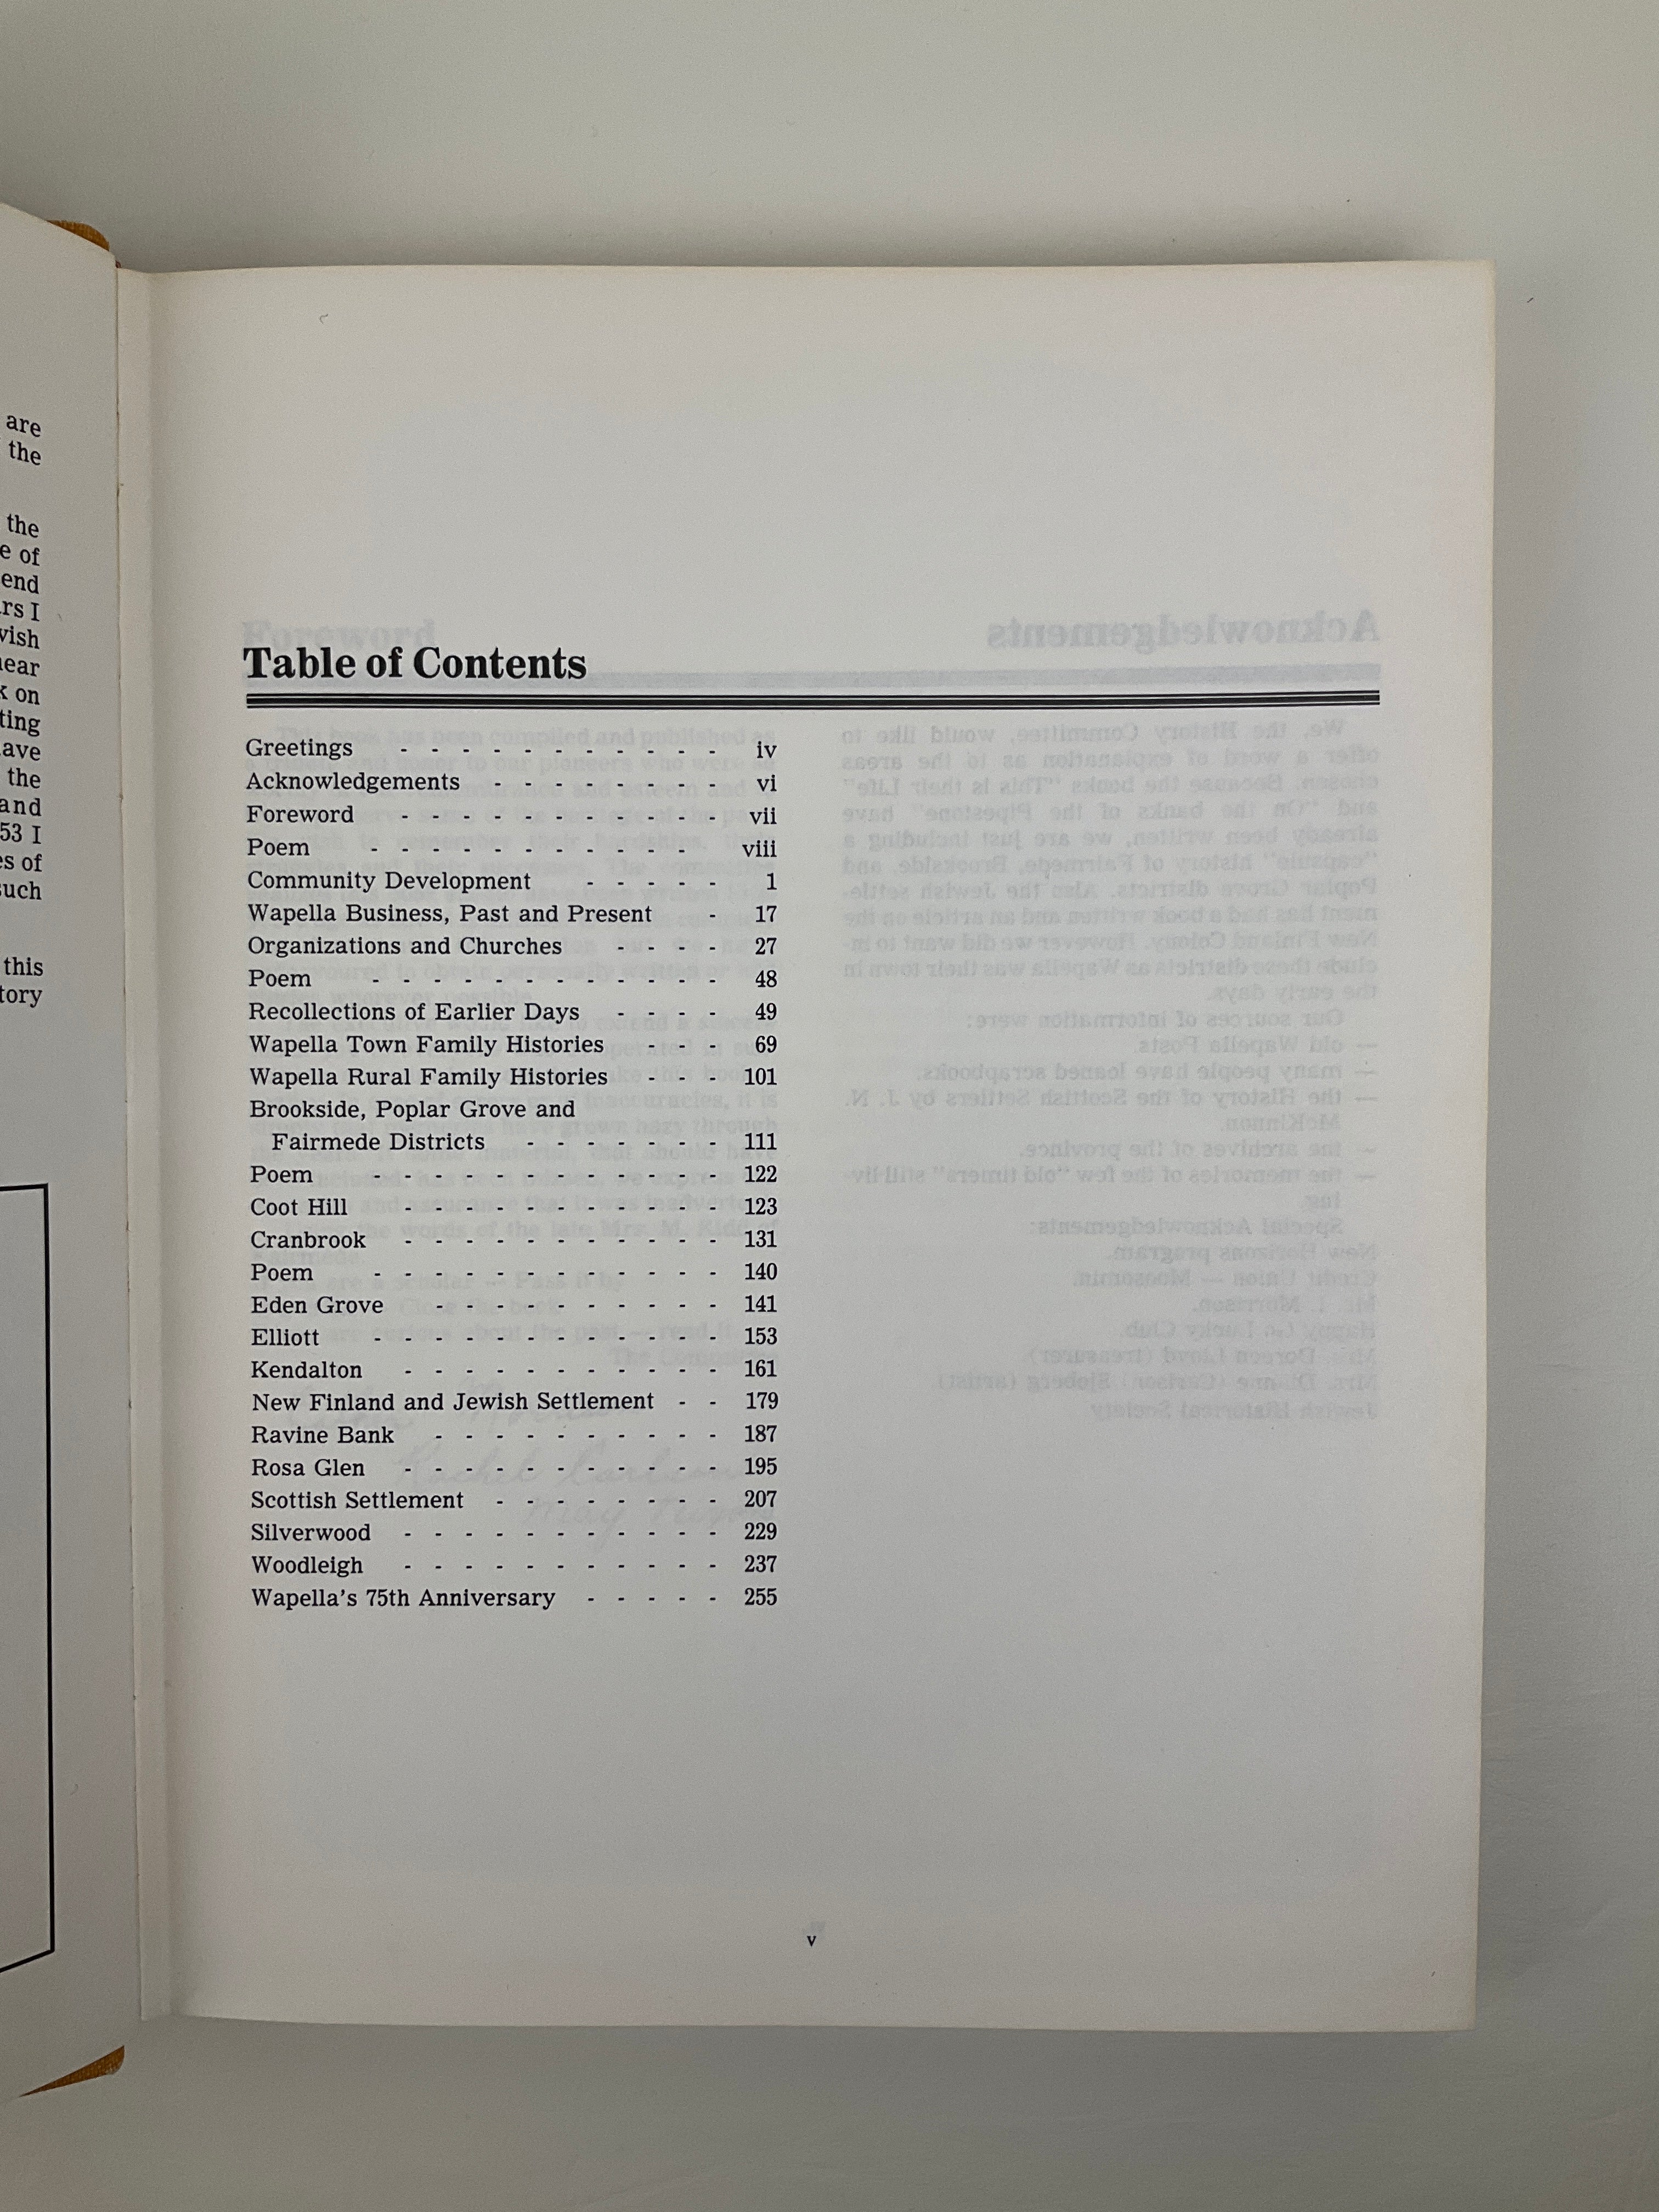 are
the
the
e of
end
rs I
vish
near
k on
ting
ave
the
and
53 I
es of
such
this
tory
Table of Contents
Greetings - - - - - - - - - - - iv
Acknowledgements - - - - - - - - vi
Foreword - - - - - - - - - - - vii
Poem - - - - - - - - - - - viii
Community Development - - - - - 1
Wapella Business, Past and Present - 17
Organizations and Churches - - - - 27
Poem - - - - - - - - - - - - 48
Recollections of Earlier Days - - - - 49
Wapella Town Family Histories - - - 69
Wapella Rural Family Histories - - - 101
Brookside, Poplar Grove and
Fairmede Districts - - - - - - - 111
Poem - - - - - - - - - - - - 122
Coot Hill - - - - - - - - - - - 123
Cranbrook - - - - - - - - - - - 131
Poem - - - - - - - - - - - - 140
Eden Grove - - - - - - - - - - 141
Elliott - - - - - - - - - - - - 153
Kendalton - - - - - - - - - - - 161
New Finland and Jewish Settlement - - 179
Ravine Bank - - - - - - - - - - 187
Rosa Glen - - - - - - - - - - - 195
Scottish Settlement - - - - - - - - 207
Silverwood - - - - - - - - - - - 229
Woodleigh - - - - - - - - - - - 237
Wapella's 75th Anniversary - - - - - 255
v